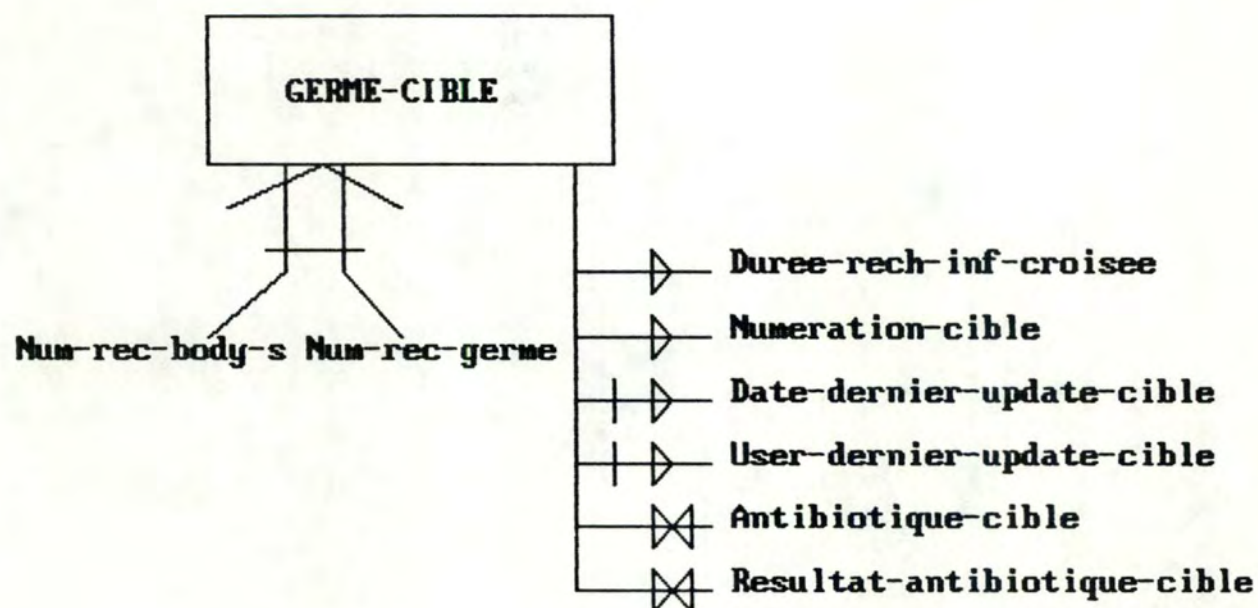 GERME-CIBLE
Duree-rech-inf-croisee
Numeration-cible
Num-rec-body-s Num-rec-germe
Date-dernier-update-cible
User-dernier-update-cible
Antibiotique-cible
Resultat-antibiotique-cible